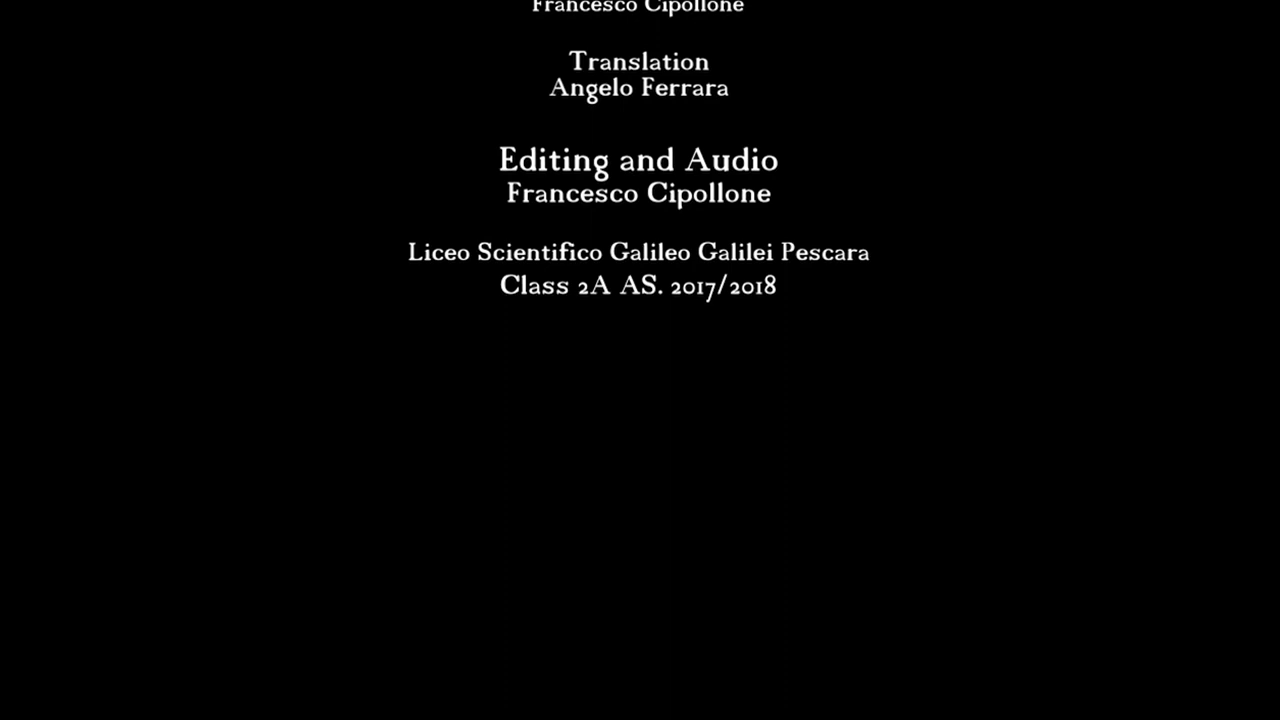 Francesco Cipollone
Translation
Angelo Ferrara
Editing and Audio
Francesco Cipollone
Liceo Scientifico Galileo Galilei Pescara
Class 2A AS. 2017/2018